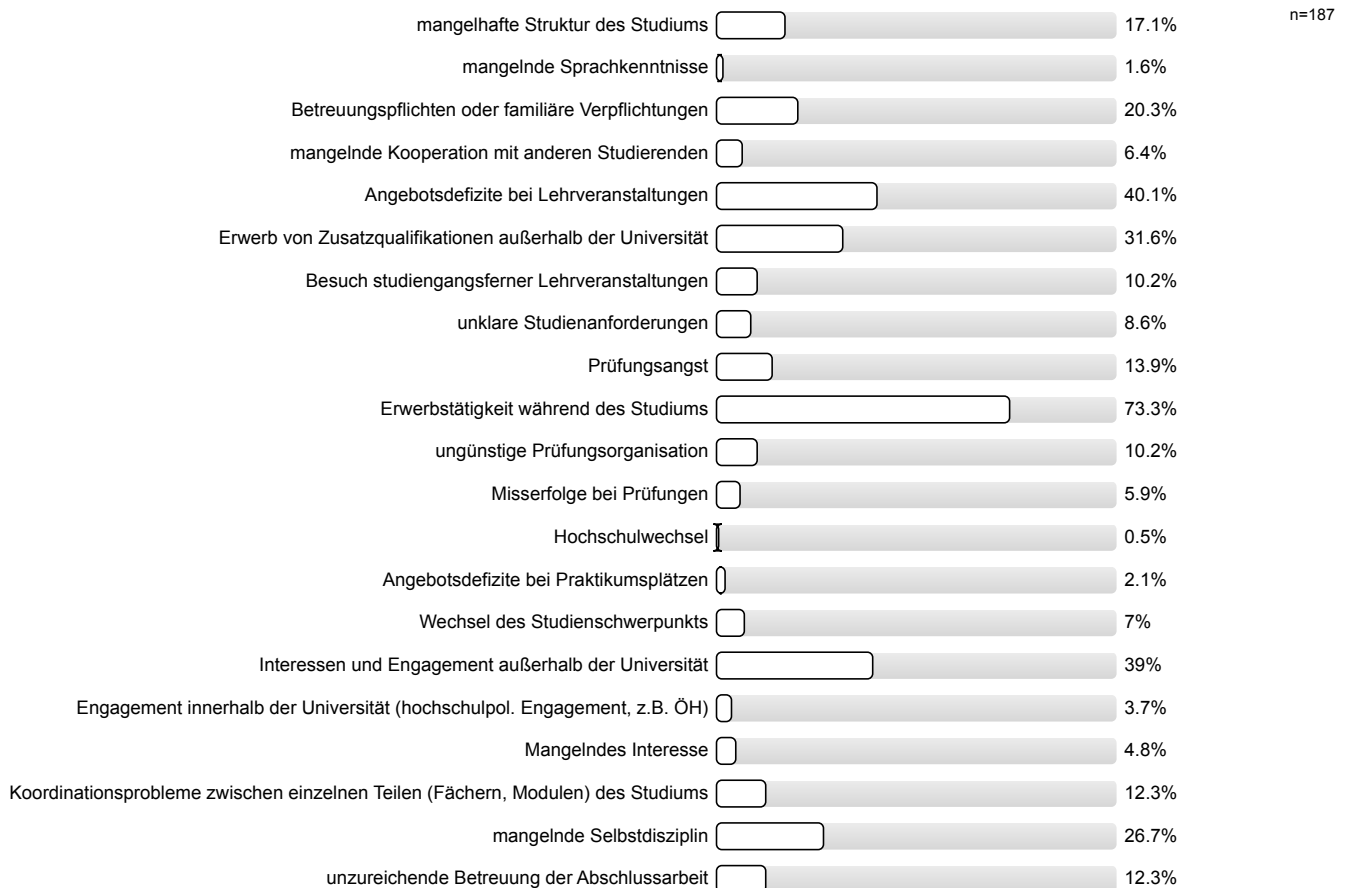 n=187
mangelhafte Struktur des Studiums 17.1%
mangelnde Sprachkenntnisse 1.6%
Betreuungspflichten oder familiäre Verpflichtungen 20.3%
mangelnde Kooperation mit anderen Studierenden 6.4%
Angebotsdefizite bei Lehrveranstaltungen 40.1%
Erwerb von Zusatzqualifikationen außerhalb der Universität 31.6%
Besuch studiengangsferner Lehrveranstaltungen 10.2%
unklare Studienanforderungen 8.6%
Prüfungsangst 13.9%
Erwerbstätigkeit während des Studiums 73.3%
ungünstige Prüfungsorganisation 10.2%
Misserfolge bei Prüfungen 5.9%
Hochschulwechsel 0.5%
Angebotsdefizite bei Praktikumsplätzen 2.1%
Wechsel des Studienschwerpunkts 7%
Interessen und Engagement außerhalb der Universität 39%
Engagement innerhalb der Universität (hochschulpol. Engagement, z.B. ÖH) 3.7%
Mangelndes Interesse 4.8%
Koordinationsprobleme zwischen einzelnen Teilen (Fächern, Modulen) des Studiums 12.3%
mangelnde Selbstdisziplin 26.7%
unzureichende Betreuung der Abschlussarbeit 12.3%